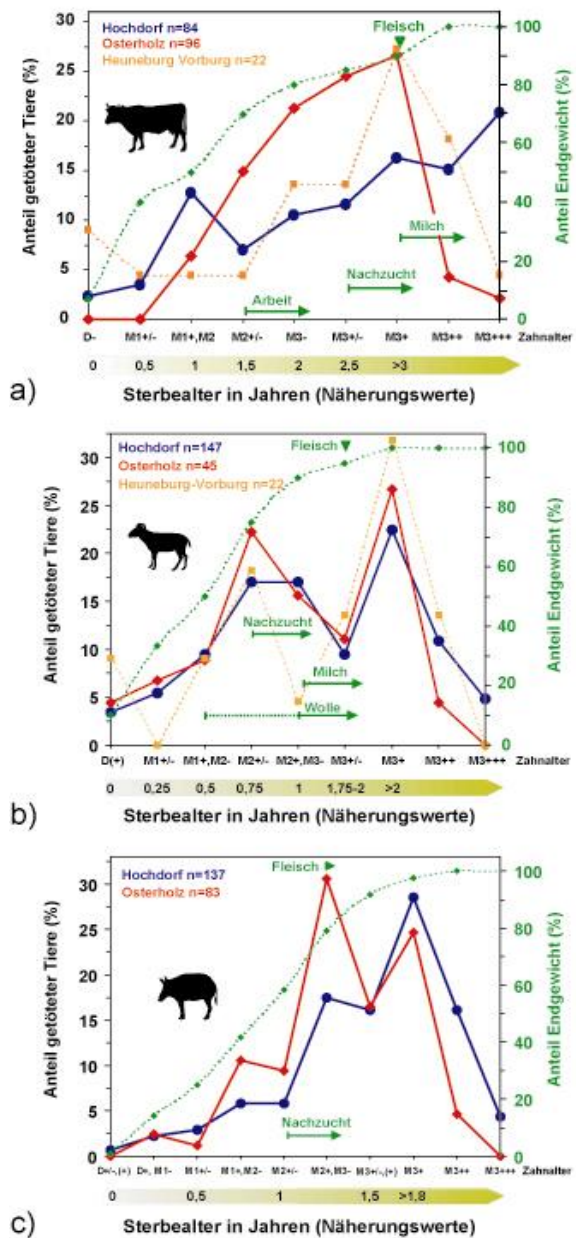 Hochdorf n=84
Osterholz n=96
Heuneburg Vorburg n=22
Fleisch
Milch
Nachzucht
Arbeit
Anteil getöteter Tiere (%)
30
25
20
15
10
5
0
Anteil Endgewicht (%)
100
80
60
40
20
0
D- M1+/- M1+,M2 M2+/- M3- M3+/- M3+ M3++ M3+++ Zahnalter
0 0,5 1 1,5 2 2,5 >3
Sterbealter in Jahren (Näherungswerte)
a)
Hochdorf n=147
Osterholz n=45
Heuneburg-Vorburg n=22
Fleisch
Nachzucht
Milch
Wolle
Anteil getöteter Tiere (%)
30
25
20
15
10
5
0
Anteil Endgewicht (%)
100
80
60
40
20
0
D(+) M1+/- M1+,M2- M2+/- M2+,M3- M3+/- M3+ M3++ M3+++ Zahnalter
0 0,25 0,5 0,75 1 1,75-2 >2
Sterbealter in Jahren (Näherungswerte)
b)
Hochdorf n=137
Osterholz n=83
Fleisch
Nachzucht
Anteil getöteter Tiere (%)
30
25
20
15
10
5
0
Anteil Endgewicht (%)
100
80
60
40
20
0
D+/-,(+) D+, M1- M1+/- M1+,M2- M2+/- M2+,M3- M3+/-,(+) M3+ M3++ M3+++ Zahnalter
0 0,5 1 1,5 >1,8
Sterbealter in Jahren (Näherungswerte)
c)